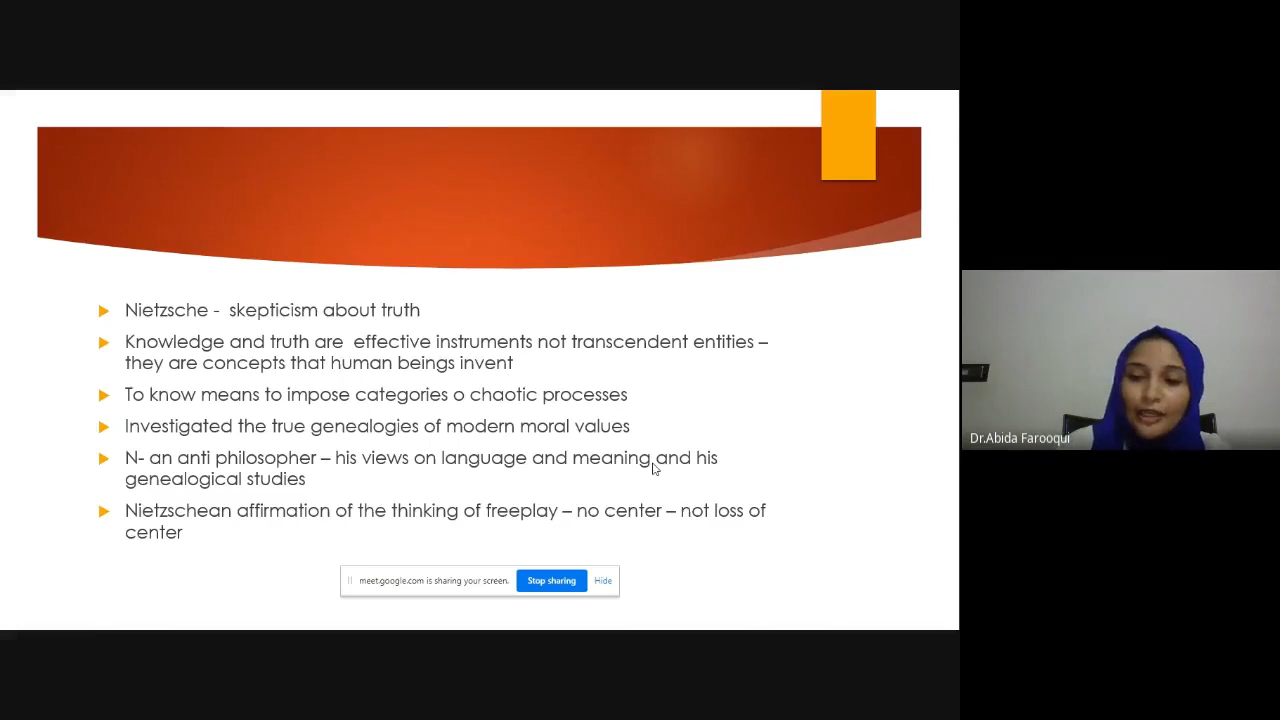 Nietzsche - skepticism about truth
Knowledge and truth are effective instruments not transcendent entities –
they are concepts that human beings invent
To know means to impose categories o chaotic processes
Investigated the true genealogies of modern moral values
N- an anti philosopher – his views on language and meaning and his
genealogical studies
Nietzschean affirmation of the thinking of freeplay – no center – not loss of
center
meet.google.com is sharing your screen. Stop sharing Hide
Dr.Abida Farooqui